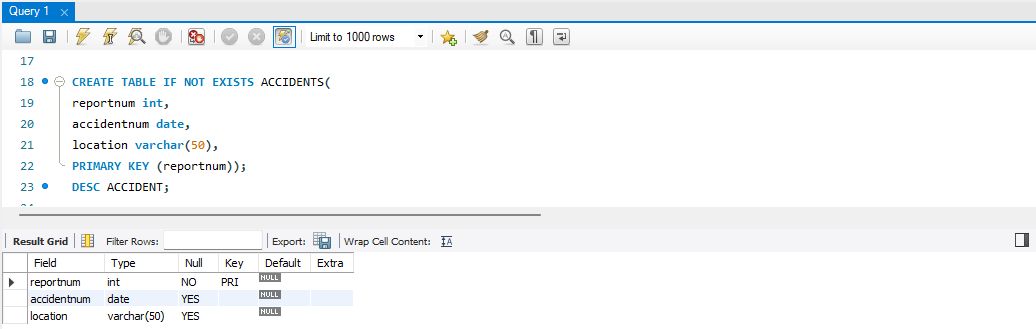 Query 1
Limit to 1000 rows
17
18 CREATE TABLE IF NOT EXISTS ACCIDENTS(
19 reportnum int,
20 accidentnum date,
21 location varchar(50),
22 PRIMARY KEY (reportnum));
23 DESC ACCIDENT;
Result Grid Filter Rows: Export: Wrap Cell Content: IA
Field Type Null Key Default Extra
reportnum int NO PRI NULL
accidentnum date YES NULL
location varchar(50) YES NULL